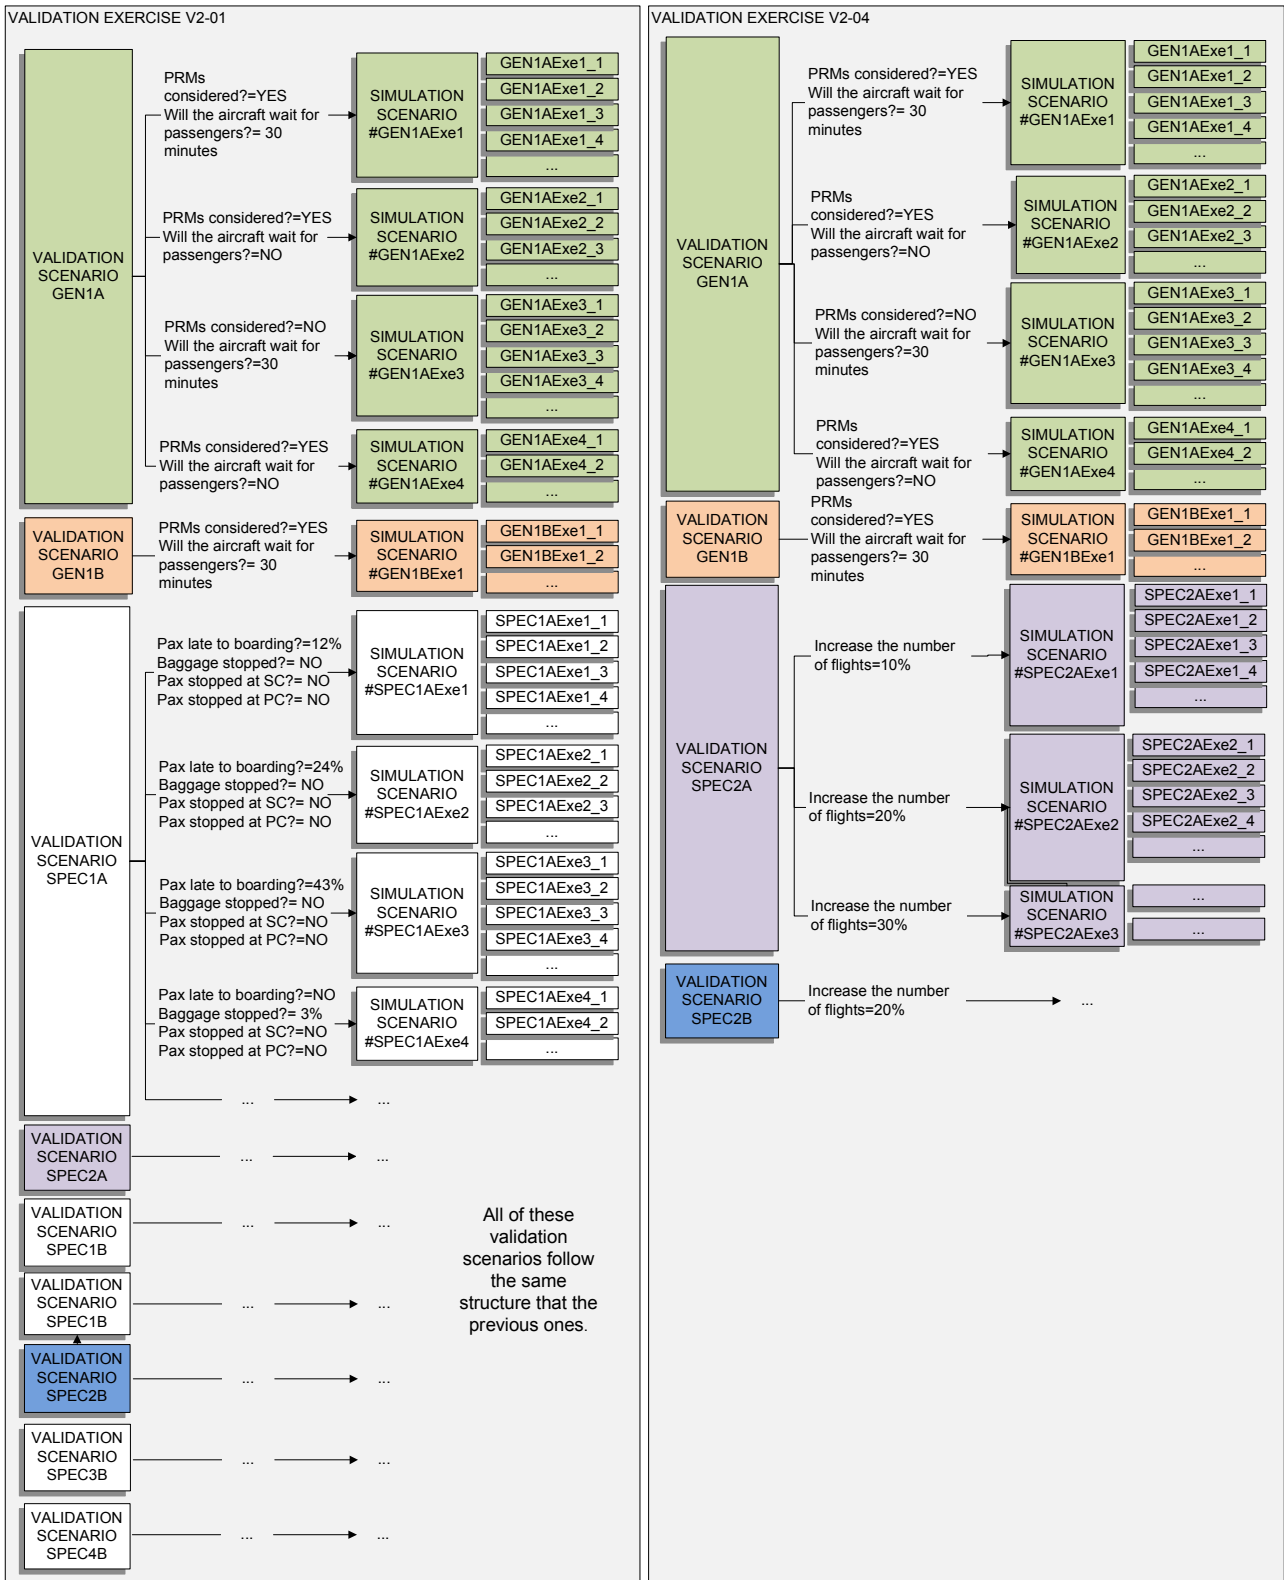 VALIDATION EXERCISE V2-01
VALIDATION
SCENARIO
GEN1A
PRMs
considered?=YES
Will the aircraft wait for
passengers?= 30
minutes
SIMULATION
SCENARIO
#GEN1AExe1
GEN1AExe1_1
GEN1AExe1_2
GEN1AExe1_3
GEN1AExe1_4
...
PRMs considered?=YES
Will the aircraft wait for
passengers?=NO
SIMULATION
SCENARIO
#GEN1AExe2
GEN1AExe2_1
GEN1AExe2_2
GEN1AExe2_3
...
PRMs considered?=NO
Will the aircraft wait for
passengers?=30
minutes
SIMULATION
SCENARIO
#GEN1AExe3
GEN1AExe3_1
GEN1AExe3_2
GEN1AExe3_3
GEN1AExe3_4
...
PRMs considered?=YES
Will the aircraft wait for
passengers?=NO
SIMULATION
SCENARIO
#GEN1AExe4
GEN1AExe4_1
GEN1AExe4_2
...
VALIDATION
SCENARIO
GEN1B
PRMs considered?=YES
Will the aircraft wait for
passengers?= 30
minutes
SIMULATION
SCENARIO
#GEN1BExe1
GEN1BExe1_1
GEN1BExe1_2
...
VALIDATION
SCENARIO
SPEC1A
Pax late to boarding?=12%
Baggage stopped?= NO
Pax stopped at SC?= NO
Pax stopped at PC?= NO
SIMULATION
SCENARIO
#SPEC1AExe1
SPEC1AExe1_1
SPEC1AExe1_2
SPEC1AExe1_3
SPEC1AExe1_4
...
Pax late to boarding?=24%
Baggage stopped?= NO
Pax stopped at SC?= NO
Pax stopped at PC?= NO
SIMULATION
SCENARIO
#SPEC1AExe2
SPEC1AExe2_1
SPEC1AExe2_2
SPEC1AExe2_3
...
Pax late to boarding?=43%
Baggage stopped?= NO
Pax stopped at SC?=NO
Pax stopped at PC?=NO
SIMULATION
SCENARIO
#SPEC1AExe3
SPEC1AExe3_1
SPEC1AExe3_2
SPEC1AExe3_3
SPEC1AExe3_4
...
Pax late to boarding?=NO
Baggage stopped?= 3%
Pax stopped at SC?=NO
Pax stopped at PC?=NO
SIMULATION
SCENARIO
#SPEC1AExe4
SPEC1AExe4_1
SPEC1AExe4_2
...
... ...
VALIDATION
SCENARIO
SPEC2A
... ...
VALIDATION
SCENARIO
SPEC1B
... ...
VALIDATION
SCENARIO
SPEC1B
... ...
VALIDATION
SCENARIO
SPEC2B
... ...
VALIDATION
SCENARIO
SPEC3B
... ...
VALIDATION
SCENARIO
SPEC4B
... ...
All of these
validation
scenarios follow
the same
structure that the
previous ones.
VALIDATION EXERCISE V2-04
VALIDATION
SCENARIO
GEN1A
PRMs considered?=YES
Will the aircraft wait for
passengers?= 30
minutes
SIMULATION
SCENARIO
#GEN1AExe1
GEN1AExe1_1
GEN1AExe1_2
GEN1AExe1_3
GEN1AExe1_4
...
PRMs
considered?=YES
Will the aircraft wait for
passengers?=NO
SIMULATION
SCENARIO
#GEN1AExe2
GEN1AExe2_1
GEN1AExe2_2
GEN1AExe2_3
...
PRMs considered?=NO
Will the aircraft wait for
passengers?=30
minutes
SIMULATION
SCENARIO
#GEN1AExe3
GEN1AExe3_1
GEN1AExe3_2
GEN1AExe3_3
GEN1AExe3_4
...
PRMs
considered?=YES
Will the aircraft wait for
passengers?=NO
SIMULATION
SCENARIO
#GEN1AExe4
GEN1AExe4_1
GEN1AExe4_2
...
VALIDATION
SCENARIO
GEN1B
PRMs
considered?=YES
Will the aircraft wait for
passengers?= 30
minutes
SIMULATION
SCENARIO
#GEN1BExe1
GEN1BExe1_1
GEN1BExe1_2
...
VALIDATION
SCENARIO
SPEC2A
Increase the number
of flights=10%
SIMULATION
SCENARIO
#SPEC2AExe1
SPEC2AExe1_1
SPEC2AExe1_2
SPEC2AExe1_3
SPEC2AExe1_4
...
Increase the number
of flights=20%
SIMULATION
SCENARIO
#SPEC2AExe2
SPEC2AExe2_1
SPEC2AExe2_2
SPEC2AExe2_3
SPEC2AExe2_4
...
Increase the number
of flights=30%
SIMULATION
SCENARIO
#SPEC2AExe3
...
...
VALIDATION
SCENARIO
SPEC2B
Increase the number
of flights=20%
...